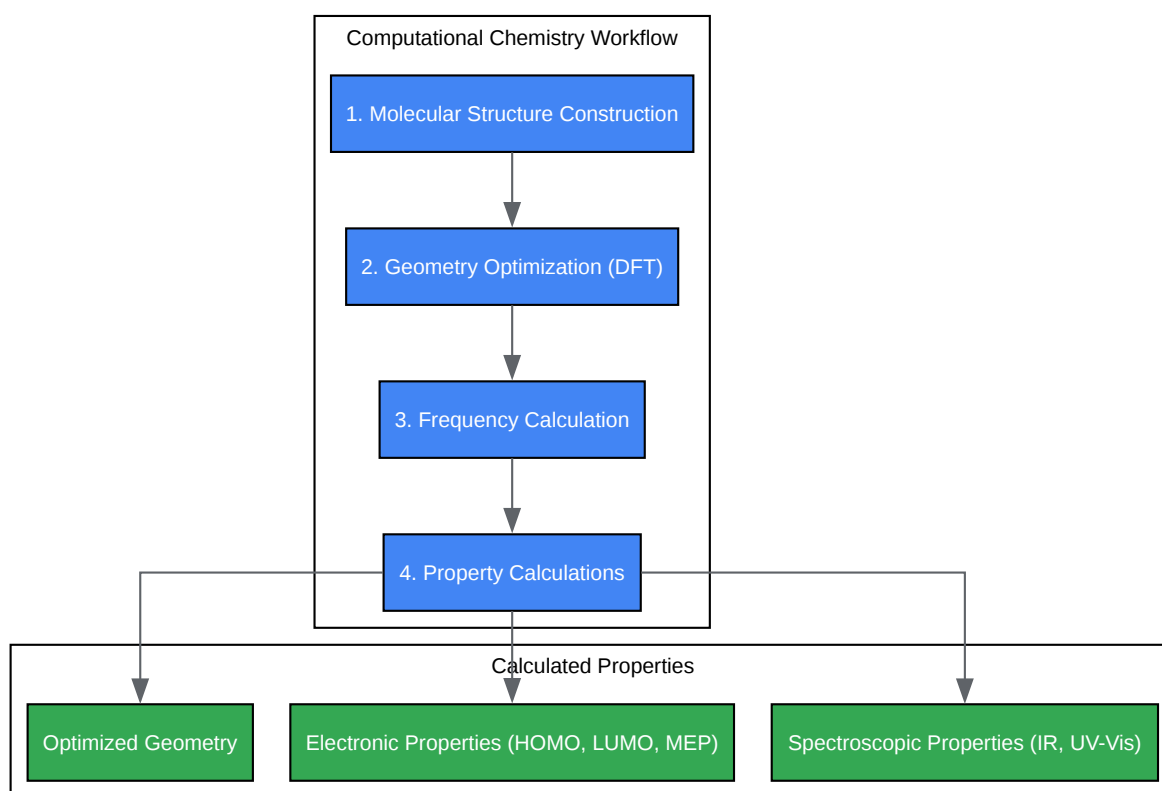 Computational Chemistry Workflow
1. Molecular Structure Construction
2. Geometry Optimization (DFT)
3. Frequency Calculation
4. Property Calculations
Calculated Properties
Optimized Geometry
Electronic Properties (HOMO, LUMO, MEP)
Spectroscopic Properties (IR, UV-Vis)